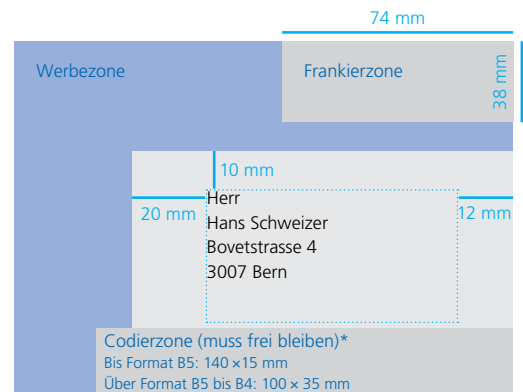 74 mm
Werbezone
Frankierzone
38 mm
10 mm
20 mm
12 mm
Herr
Hans Schweizer
Bovetstrasse 4
3007 Bern
Codierzone (muss frei bleiben)*
Bis Format B5: 140 × 15 mm
Über Format B5 bis B4: 100 × 35 mm